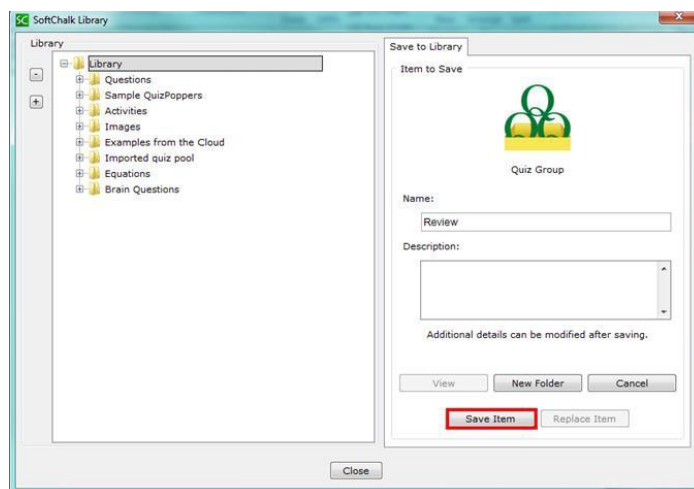 SC SoftChalk Library
Library
-
+
Library
Questions
Sample QuizPoppers
Activities
Images
Examples from the Cloud
Imported quiz pool
Equations
Brain Questions
Save to Library
Item to Save
Quiz Group
Name:
Review
Description:
Additional details can be modified after saving.
View New Folder Cancel
Save Item Replace Item
Close